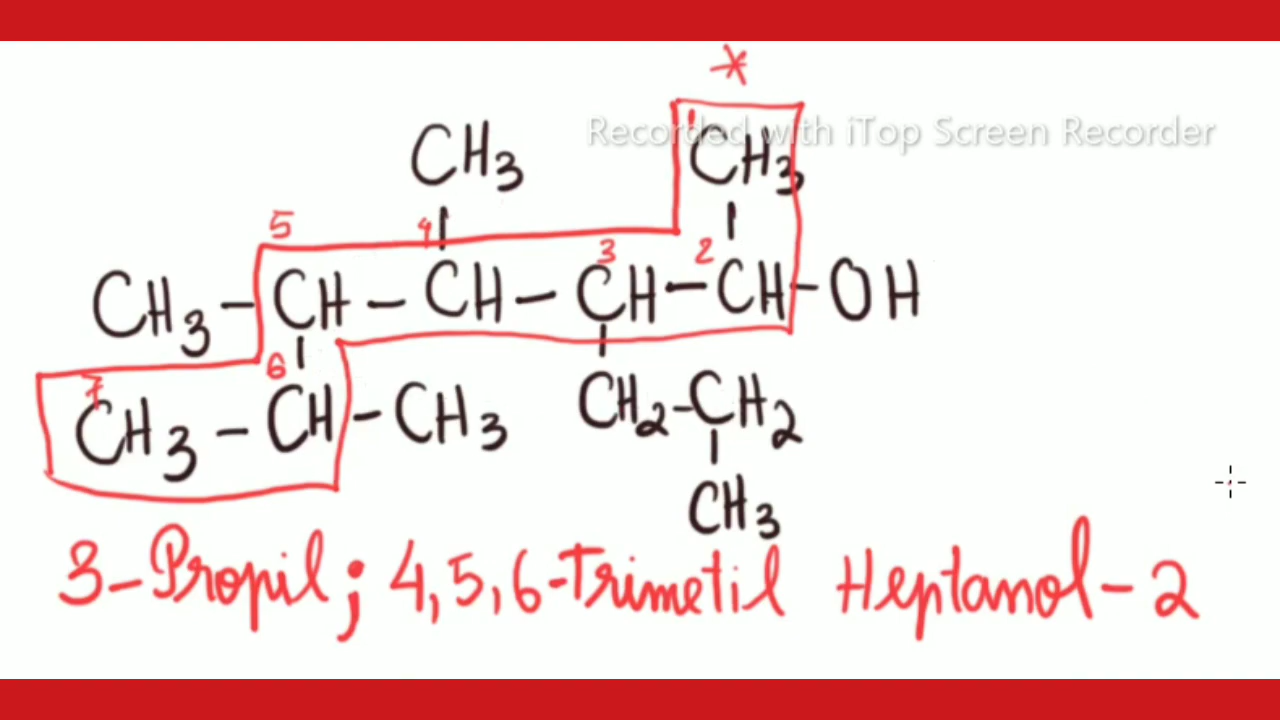 *
Recorded with iTop Screen Recorder
CH3 1 CH3
5 4 3 2
CH3 - CH - CH - CH - CH - OH
7 6
CH3 - CH - CH3 CH2 - CH2
CH3
3-Propil; 4,5,6-Trimetil Heptanol-2